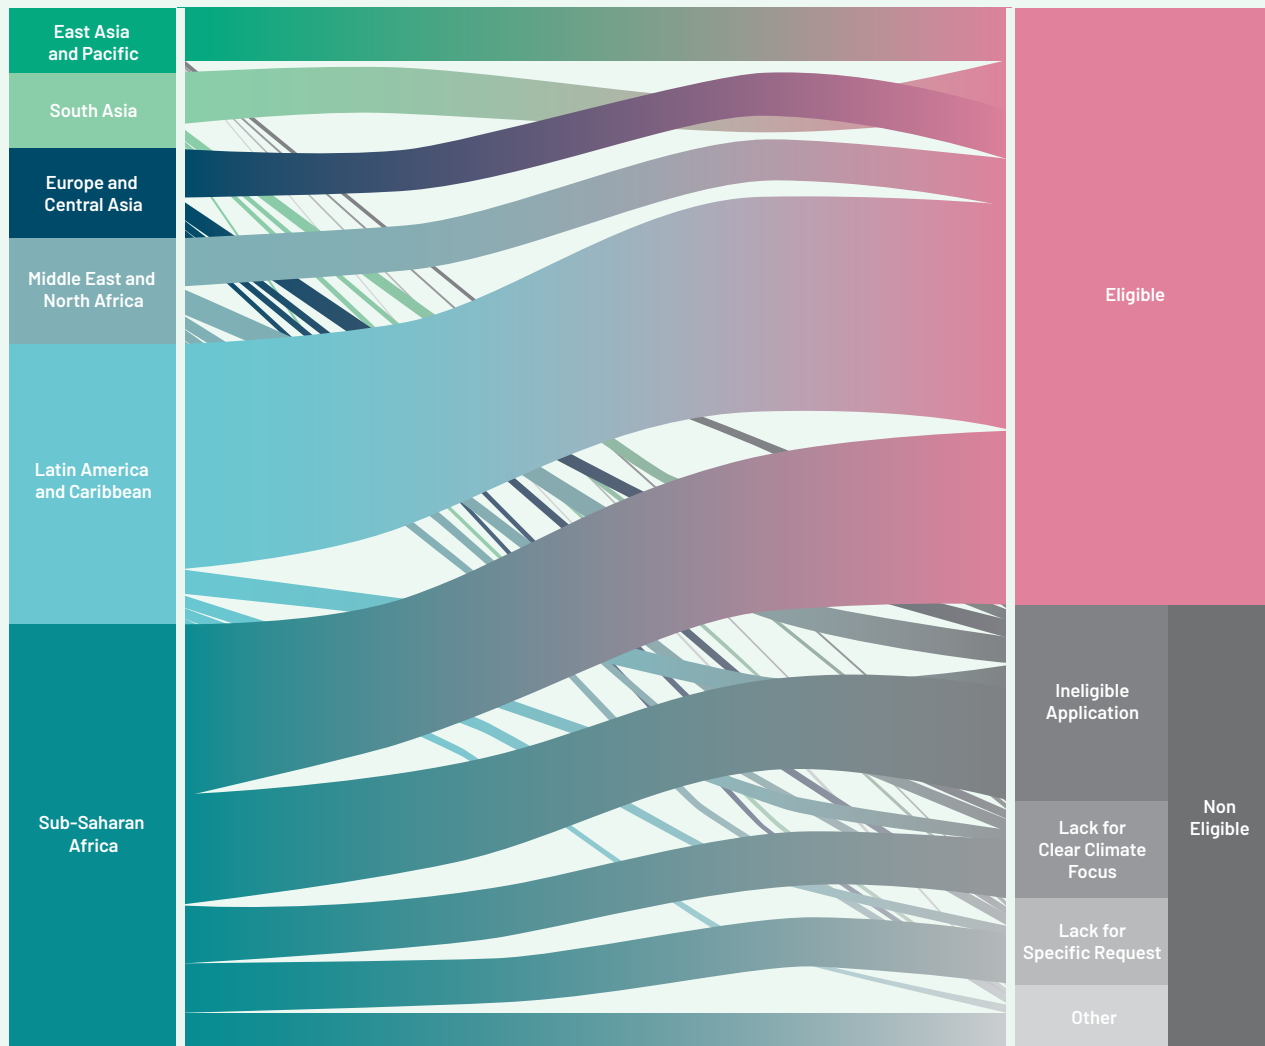 East Asia
and Pacific
South Asia
Europe and
Central Asia
Middle East and
North Africa
Latin America
and Caribbean
Sub-Saharan
Africa
Eligible
Ineligible
Application
Lack for
Clear Climate
Focus
Lack for
Specific Request
Other
Non
Eligible